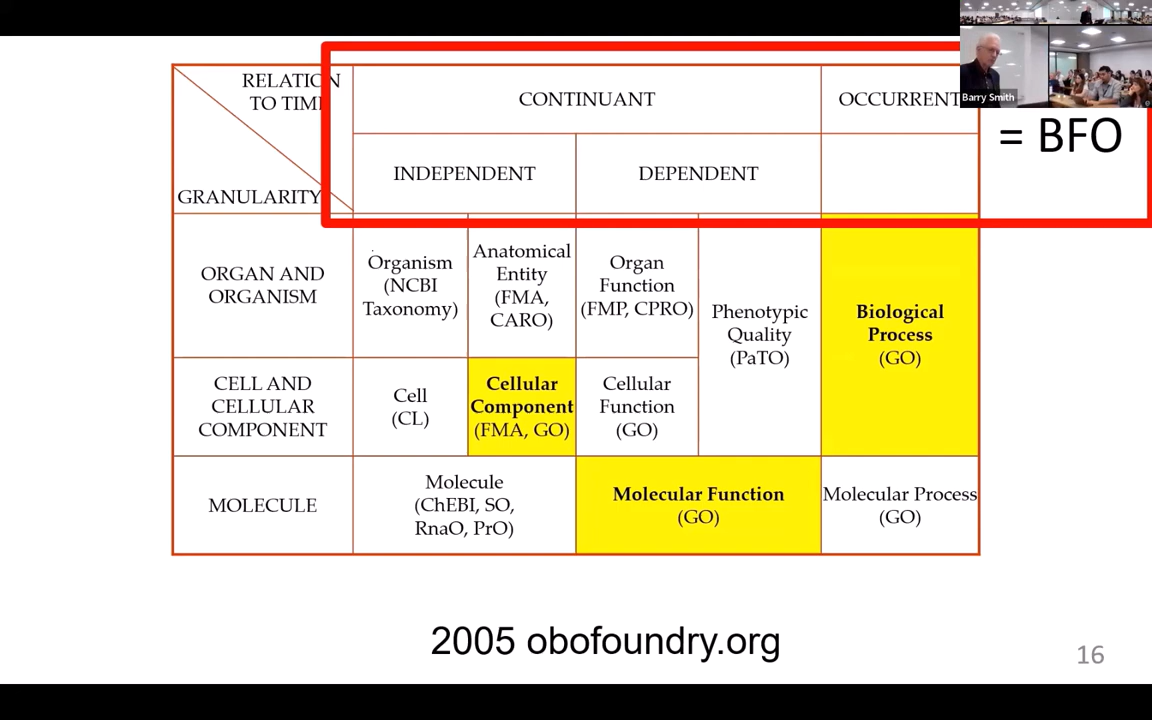 Barry Smith
RELATION
TO TIME
GRANULARITY
CONTINUANT
OCCURRENT
= BFO
INDEPENDENT
DEPENDENT
ORGAN AND
ORGANISM
Organism
(NCBI
Taxonomy)
Anatomical
Entity
(FMA,
CARO)
Organ
Function
(FMP, CPRO)
Phenotypic
Quality
(PaTO)
Biological
Process
(GO)
CELL AND
CELLULAR
COMPONENT
Cell
(CL)
Cellular
Component
(FMA, GO)
Cellular
Function
(GO)
MOLECULE
Molecule
(ChEBI, SO,
RnaO, PrO)
Molecular Function
(GO)
Molecular Process
(GO)
2005 obofoundry.org
16